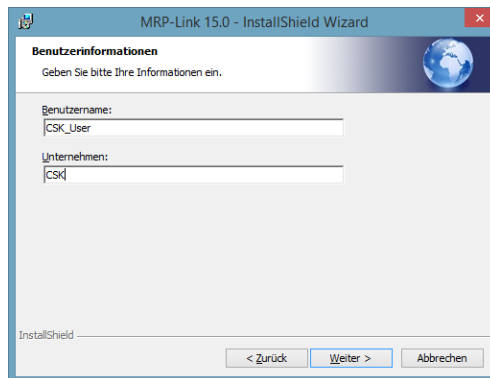 MRP-Link 15.0 - InstallShield Wizard
Benutzerinformationen
Geben Sie bitte Ihre Informationen ein.
Benutzername:
CSK_User
Unternehmen:
CSK
InstallShield
< Zurück Weiter > Abbrechen